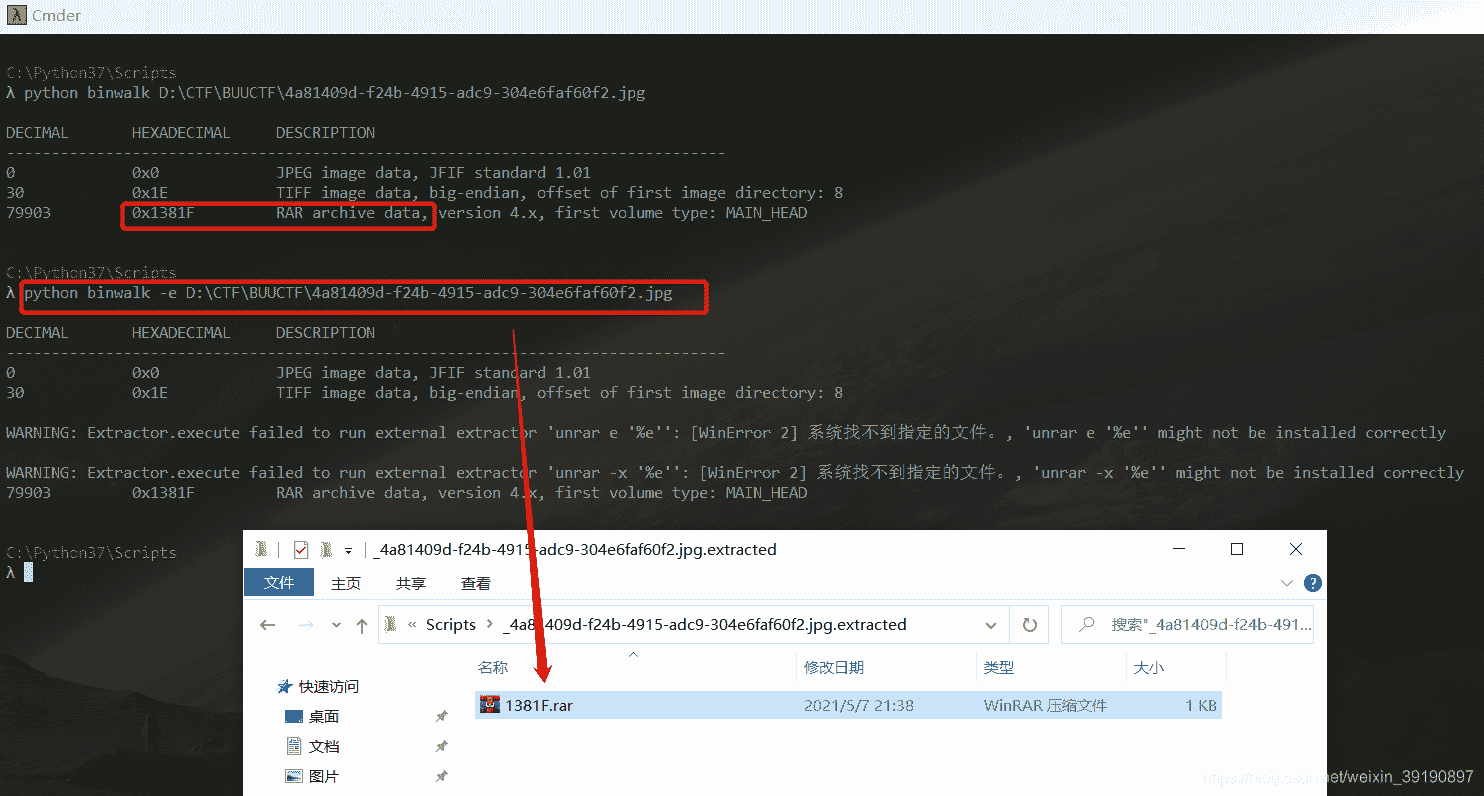 Cmder
C:\Python37\Scripts
λ python binwalk D:\CTF\BUUCTF\4a81409d-f24b-4915-adc9-304e6faf60f2.jpg
DECIMAL HEXADECIMAL DESCRIPTION
--------------------------------------------------------------------------------
0 0x0 JPEG image data, JFIF standard 1.01
30 0x1E TIFF image data, big-endian, offset of first image directory: 8
79903 0x1381F RAR archive data, version 4.x, first volume type: MAIN_HEAD
C:\Python37\Scripts
λ python binwalk -e D:\CTF\BUUCTF\4a81409d-f24b-4915-adc9-304e6faf60f2.jpg
DECIMAL HEXADECIMAL DESCRIPTION
--------------------------------------------------------------------------------
0 0x0 JPEG image data, JFIF standard 1.01
30 0x1E TIFF image data, big-endian, offset of first image directory: 8
WARNING: Extractor.execute failed to run external extractor 'unrar e '%e'': [WinError 2] 系统找不到指定的文件。, 'unrar e '%e'' might not be installed correctly
WARNING: Extractor.execute failed to run external extractor 'unrar -x '%e'': [WinError 2] 系统找不到指定的文件。, 'unrar -x '%e'' might not be installed correctly
79903 0x1381F RAR archive data, version 4.x, first volume type: MAIN_HEAD
C:\Python37\Scripts
λ
_4a81409d-f24b-4915-adc9-304e6faf60f2.jpg.extracted
文件 主页 共享 查看
« Scripts > _4a81409d-f24b-4915-adc9-304e6faf60f2.jpg.extracted 搜索"_4a81409d-f24b-491...
名称 修改日期 类型 大小
快速访问
1381F.rar 2021/5/7 21:38 WinRAR 压缩文件 1 KB
桌面
文档
图片
https://blog.csdn.net/weixin_39190897